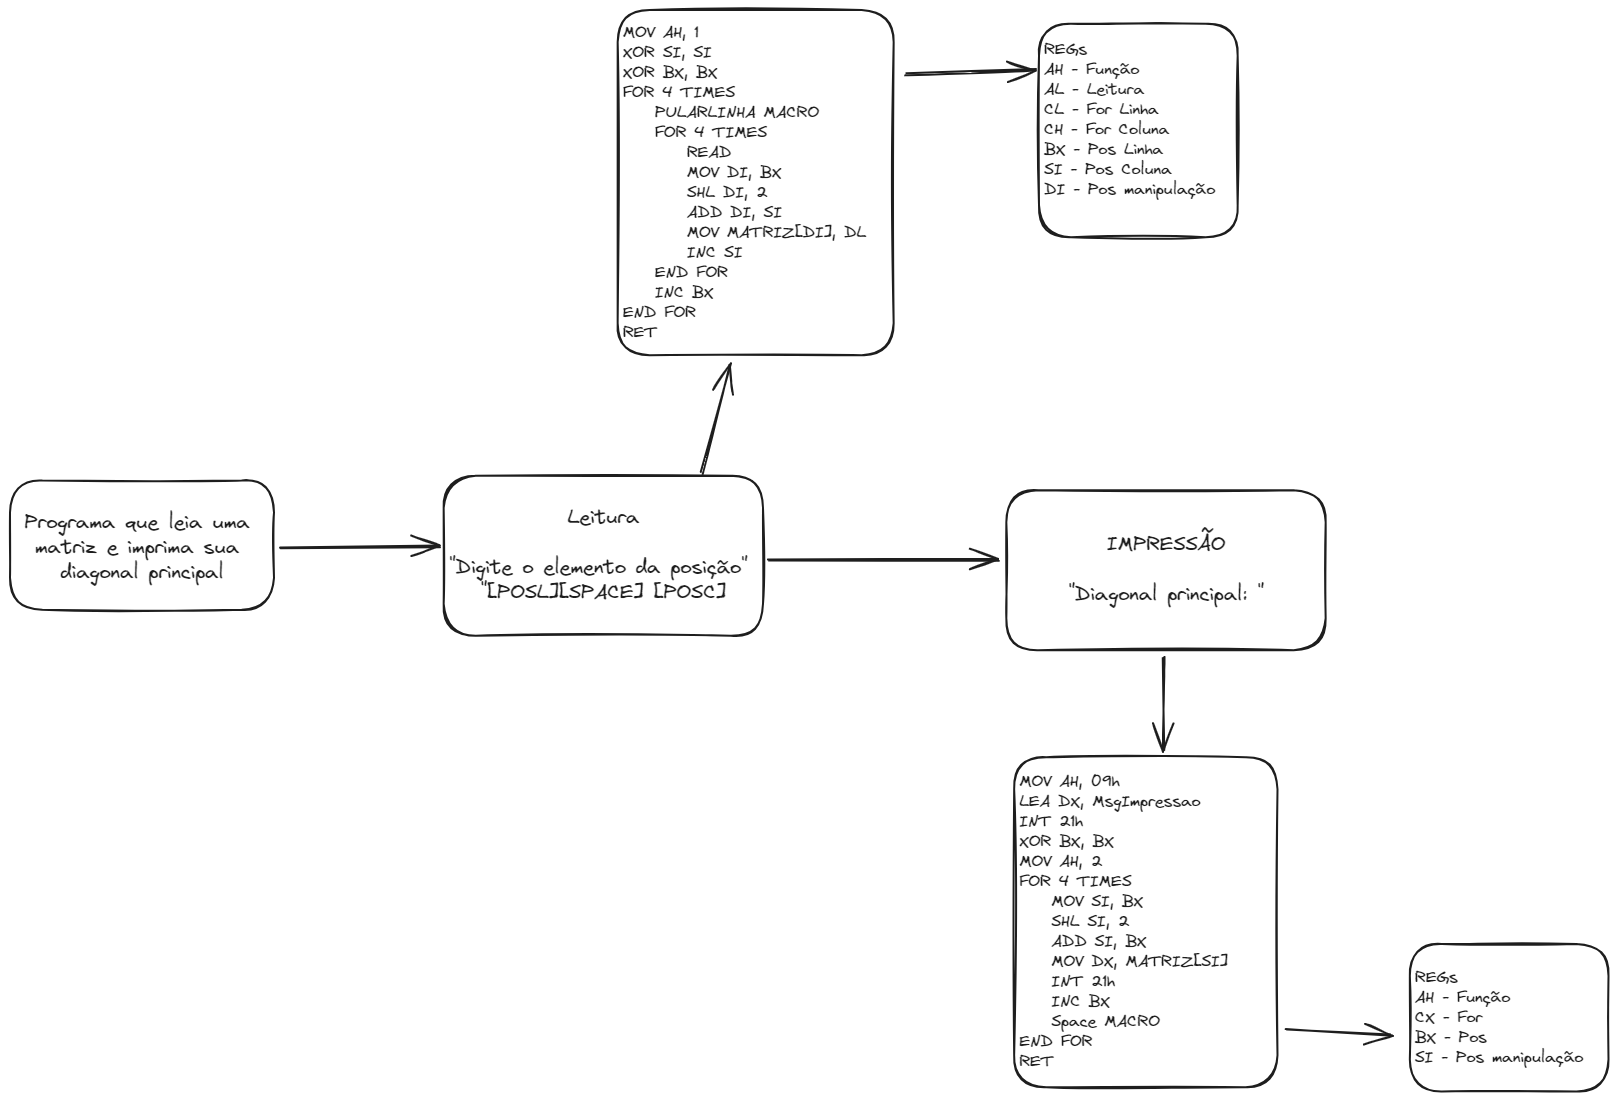 MOV AH, 1
XOR SI, SI
XOR BX, BX
FOR 4 TIMES
PULARLINHA MACRO
FOR 4 TIMES
READ
MOV DI, BX
SHL DI, 2
ADD DI, SI
MOV MATRIZ[DI], DL
INC SI
END FOR
INC BX
END FOR
RET
REGs
AH - Função
AL - Leitura
CL - For Linha
CH - For Coluna
BX - Pos Linha
SI - Pos Coluna
DI - Pos manipulação
Programa que leia uma
matriz e imprima sua
diagonal principal
Leitura
"Digite o elemento da posição"
"[POSL][SPACE] [POSC]
IMPRESSÃO
"Diagonal principal: "
MOV AH, 09h
LEA DX, MsgImpressao
INT 21h
XOR BX, BX
MOV AH, 2
FOR 4 TIMES
MOV SI, BX
SHL SI, 2
ADD SI, BX
MOV DX, MATRIZ[SI]
INT 21h
INC BX
Space MACRO
END FOR
RET
REGs
AH - Função
CX - For
BX - Pos
SI - Pos manipulação